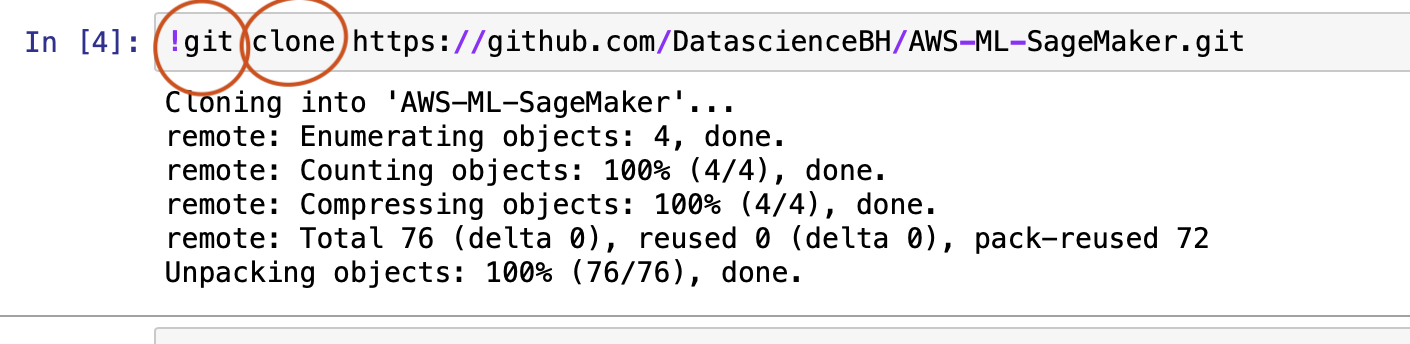 In [4]: !git clone https://github.com/DatascienceBH/AWS-ML-SageMaker.git
Cloning into 'AWS-ML-SageMaker'...
remote: Enumerating objects: 4, done.
remote: Counting objects: 100% (4/4), done.
remote: Compressing objects: 100% (4/4), done.
remote: Total 76 (delta 0), reused 0 (delta 0), pack-reused 72
Unpacking objects: 100% (76/76), done.